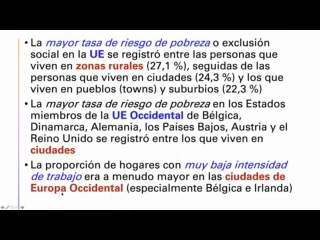 • La mayor tasa de riesgo de pobreza o exclusión
social en la UE se registró entre las personas que
viven en zonas rurales (27,1 %), seguidas de las
personas que viven en ciudades (24,3 %) y los que
viven en pueblos (towns) y suburbios (22,3 %)
• La mayor tasa de riesgo de pobreza en los Estados
miembros de la UE Occidental de Bélgica,
Dinamarca, Alemania, los Países Bajos, Austria y el
Reino Unido se registró entre los que viven en
ciudades
• La proporción de hogares con muy baja intensidad
de trabajo era a menudo mayor en las ciudades de
Europa Occidental (especialmente Bélgica e Irlanda)